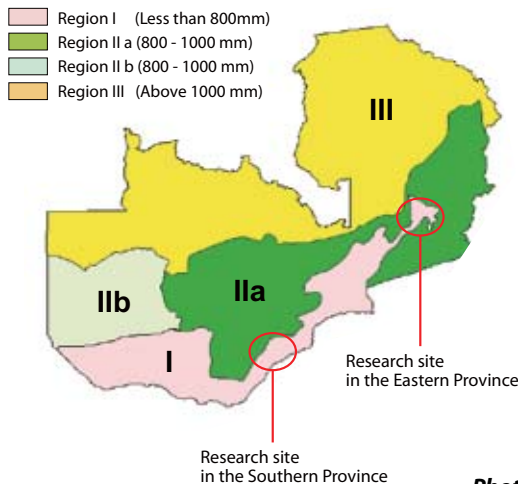 Region I (Less than 800mm)
Region II a (800 - 1000 mm)
Region II b (800 - 1000 mm)
Region III (Above 1000 mm)
III
IIb
IIa
I
Research site
in the Eastern Province
Research site
in the Southern Province